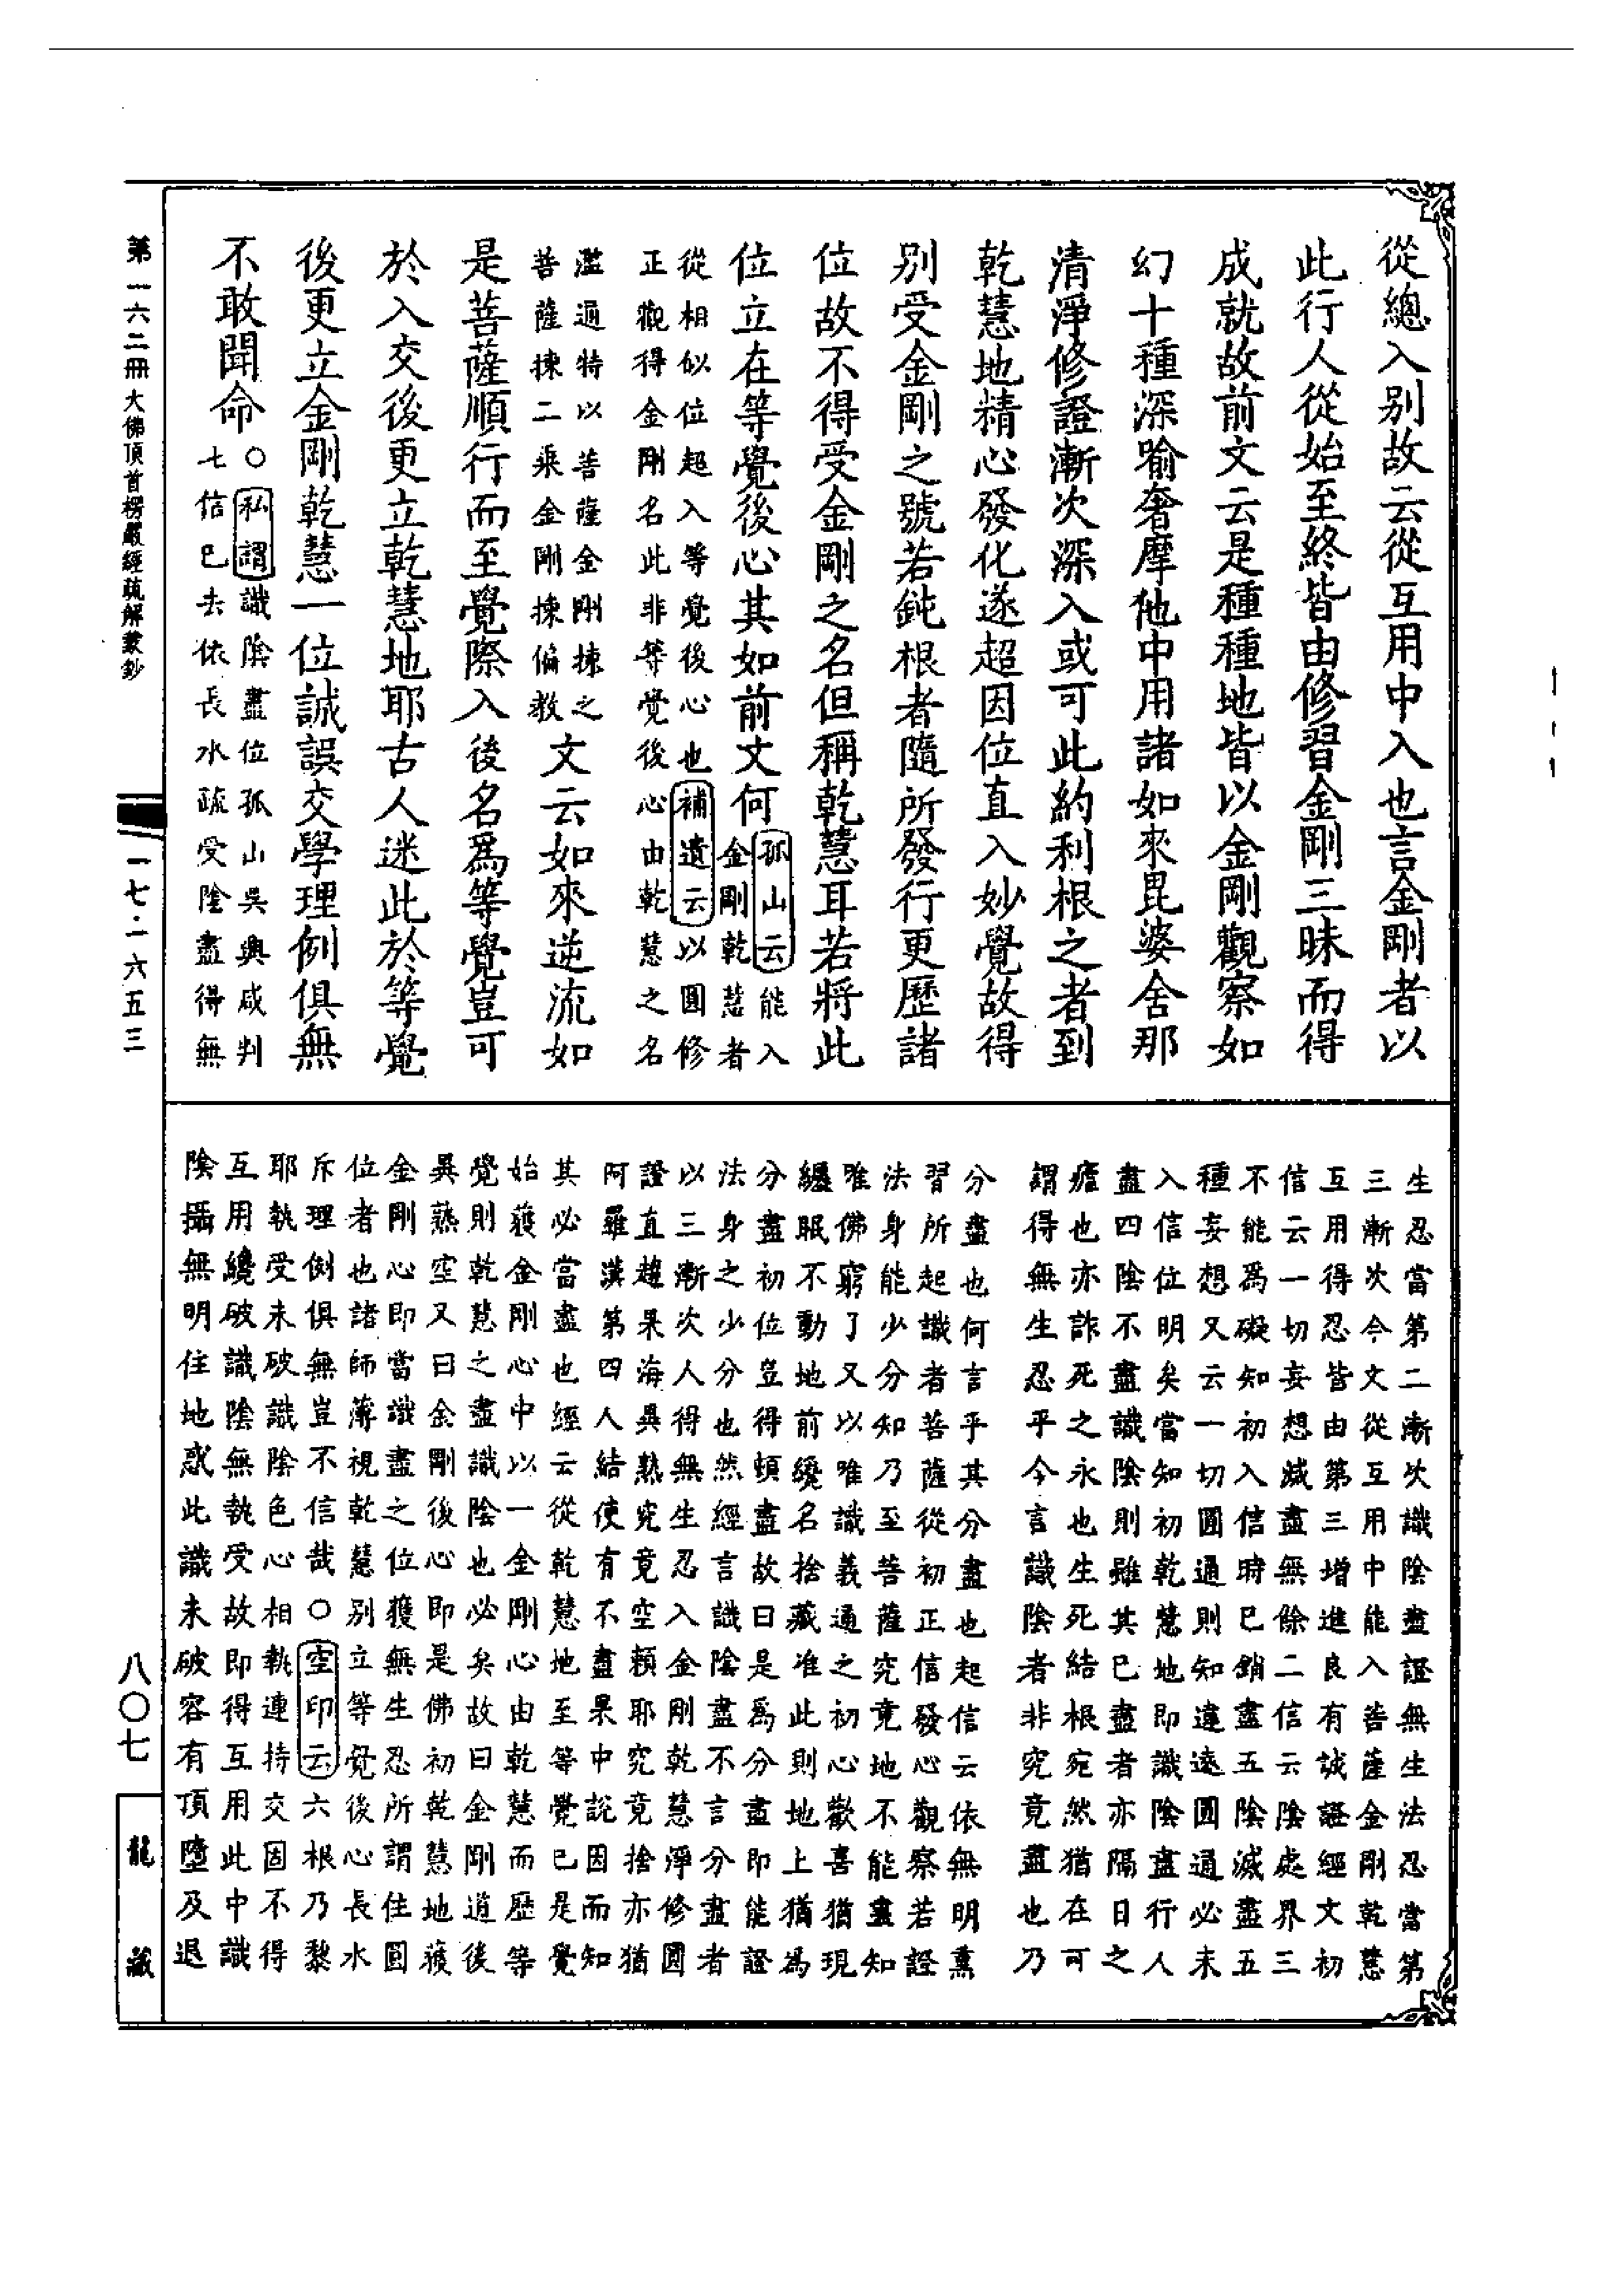 從總入別故云從互用中入也言金剛者以
此行人從始至終皆由修習金剛三昧而得
成就故前文云是種種地皆以金剛觀察如
幻十種深喻奢摩他中用諸如來毘婆舍那
清淨修證漸次深入或可此約利根之者到
乾慧地精心發化遂超因位直入妙覺故得
別受金剛之號若鈍根者隨所發行更歷諸
位故不得受金剛之名但稱乾慧耳若將此
位立在等覺後心其如前文何
孤山云能入
金剛乾慧者
從相似位超入等覺後心也補遺云以圓修
正觀得金剛名此非等覺後心由乾慧之名
濫通特以菩薩金剛揀之
菩薩揀二乘金剛揀偏教
文云如來逆流如
是菩薩順行而至覺際入後名為等覺豈可
於入交後更立乾慧地耶古人迷此於等覺
後更立金剛乾慧一位誠誤交學理例俱無
不敢聞命
○私謂識陰盡位孤山吳興咸判
七信已去依長水疏受陰盡得無
生忍當第二漸次識陰盡證無生法忍當第
三漸次今文從互用中能入菩薩金剛乾慧
互用得忍皆由第三增進良有誠證經文初
信云一切妄想滅盡無餘二信云陰處界三
不能為礙知初入信時已銷盡五陰滅盡五
種妄想又云一切圓通則知遠圓通必未
入信位明矣當知初乾慧地即識陰盡行人
盡四陰不盡識陰則雖其已盡者亦隔日之
瘧也亦詐死之永也生死結根宛然猶在可
謂得無生忍乎今言識陰者非究竟盡也乃
分盡也何言乎其分盡也起信云依無明熏
習所起識者菩薩從初正信發心觀察若證
法身能少分知乃至菩薩究竟地不能盡知
唯佛窮了又以唯識義通之初心歡喜猶現
纏眠不動地前纔名捨藏准此則地上猶為
分盡初位豈得頓盡故曰是為分盡即能證
法身之少分也然經言識陰盡不言分盡者
以三漸次人得無生忍入金剛乾慧淨修圓
證直趨果海異熟究竟空賴耶究竟捨亦猶
阿羅漢第四人結使有不盡果中說因而知
其必當盡也經云從乾慧地至等覺已是覺
始獲金剛心中以一金剛心由乾慧而歷等
覺則乾慧之盡識陰也必矣故曰金剛道後
異熟空又曰金剛後心即是佛初乾慧地獲
金剛心即當識盡之位獲無生忍所謂住圓
位者也諸師薄視乾慧別立等覺後心長水
斥理例俱無豈不信哉○空印云六根乃黎
耶執受未破識陰色心相執連持交固不得
互用纔破識陰無執受故即得互用此中識
陰攝無明住地惑此識未破容有頂墮及退
第一六二冊 大佛頂首楞嚴經疏解蒙鈔
一七·一六五三
八〇七
龍藏